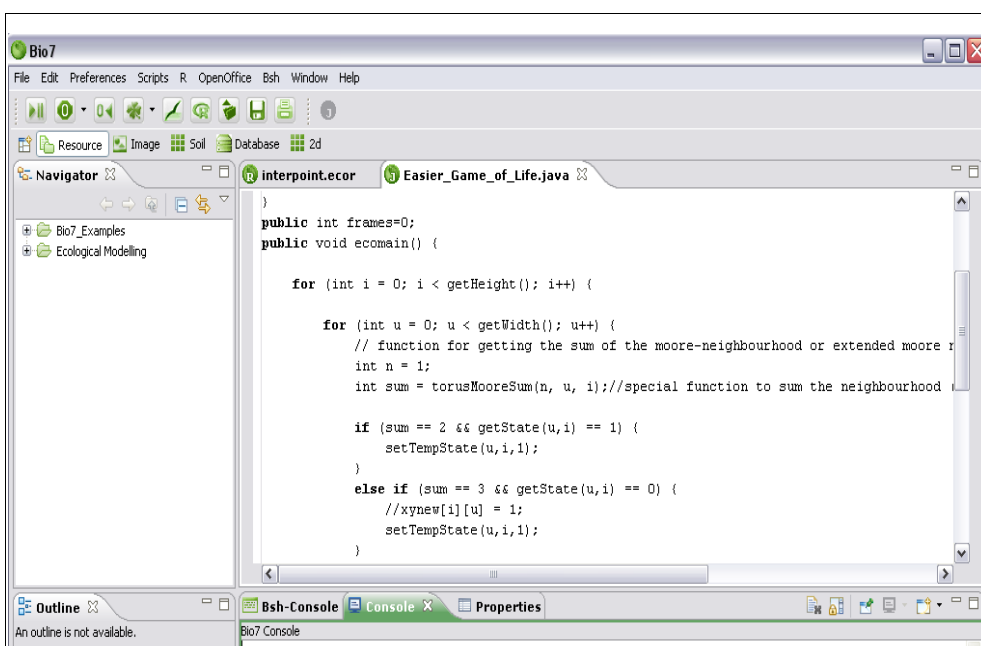 Bio7
File Edit Preferences Scripts R OpenOffice Bsh Window Help
Resource Image Soil Database 2d
Navigator
Bio7_Examples
Ecological Modelling
interpoint.ecor Easier_Game_of_Life.java
}
public int frames=0;
public void ecomain() {
for (int i = 0; i < getHeight(); i++) {
for (int u = 0; u < getWidth(); u++) {
// function for getting the sum of the moore-neighbourhood or extended moore
int n = 1;
int sum = torusMooreSum(n, u, i);//special function to sum the neighbourhood
if (sum == 2 && getState(u,i) == 1) {
setTempState(u,i,1);
}
else if (sum == 3 && getState(u,i) == 0) {
//xynew[i][u] = 1;
setTempState(u,i,1);
}
Outline
An outline is not available.
Bsh-Console Console Properties
Bio7 Console